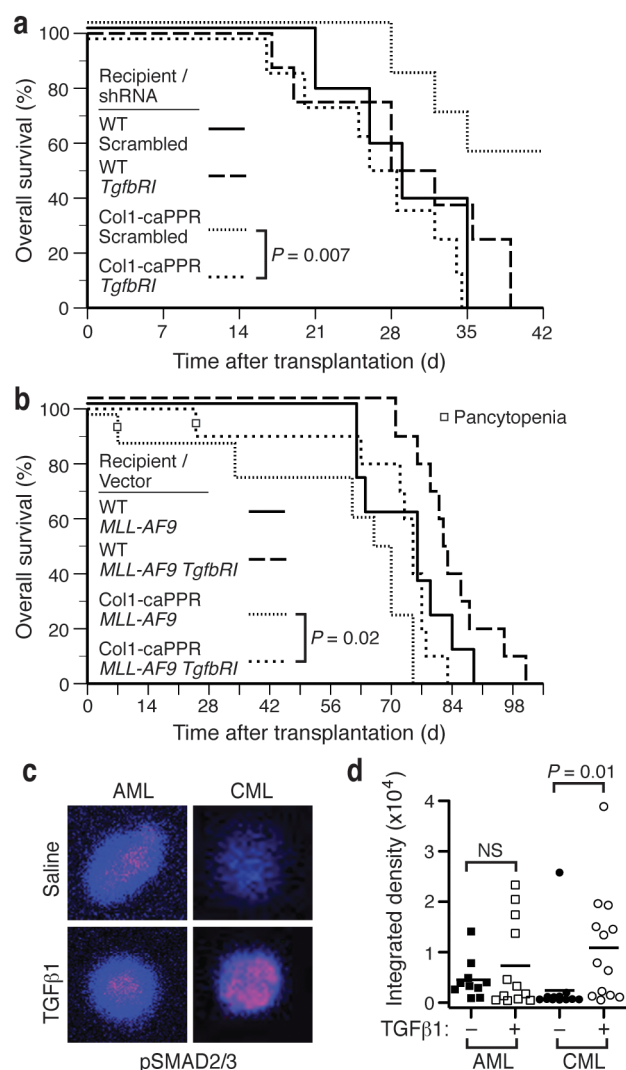 a
Overall survival (%)
100
80
60
40
20
0
Recipient /
shRNA
WT
Scrambled
WT
TgfbRI
Col1-caPPR
Scrambled
Col1-caPPR
TgfbRI
P = 0.007
0 7 14 21 28 35 42
Time after transplantation (d)
b
Overall survival (%)
100
80
60
40
20
0
Pancytopenia
Recipient /
Vector
WT
MLL-AF9
WT
MLL-AF9 TgfbRI
Col1-caPPR
MLL-AF9
Col1-caPPR
MLL-AF9 TgfbRI
P = 0.02
0 14 28 42 56 70 84 98
Time after transplantation (d)
c
AML CML
Saline
TGFβ1
pSMAD2/3
d
Integrated density (x10⁴)
4
3
2
1
0
NS
P = 0.01
TGFβ1: – + – +
AML CML